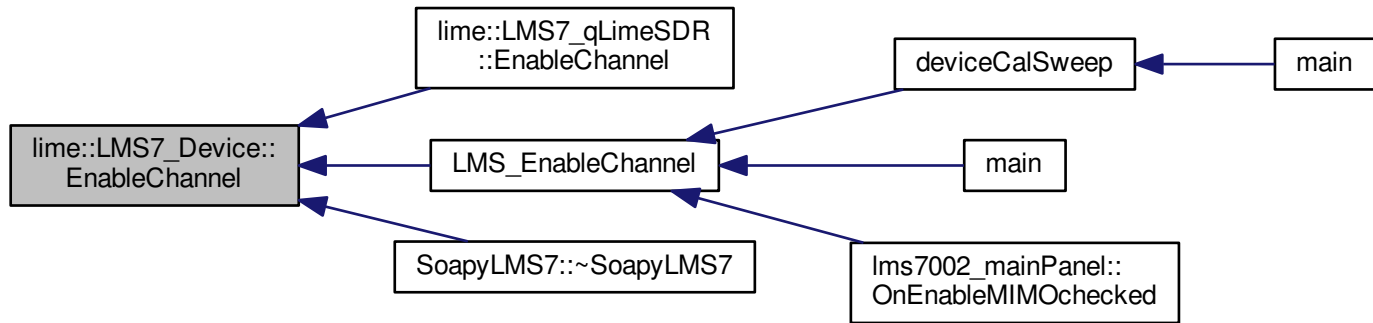 lime::LMS7_Device::
EnableChannel
lime::LMS7_qLimeSDR
::EnableChannel
LMS_EnableChannel
SoapyLMS7::~SoapyLMS7
deviceCalSweep
main
main
lms7002_mainPanel::
OnEnableMIMOchecked